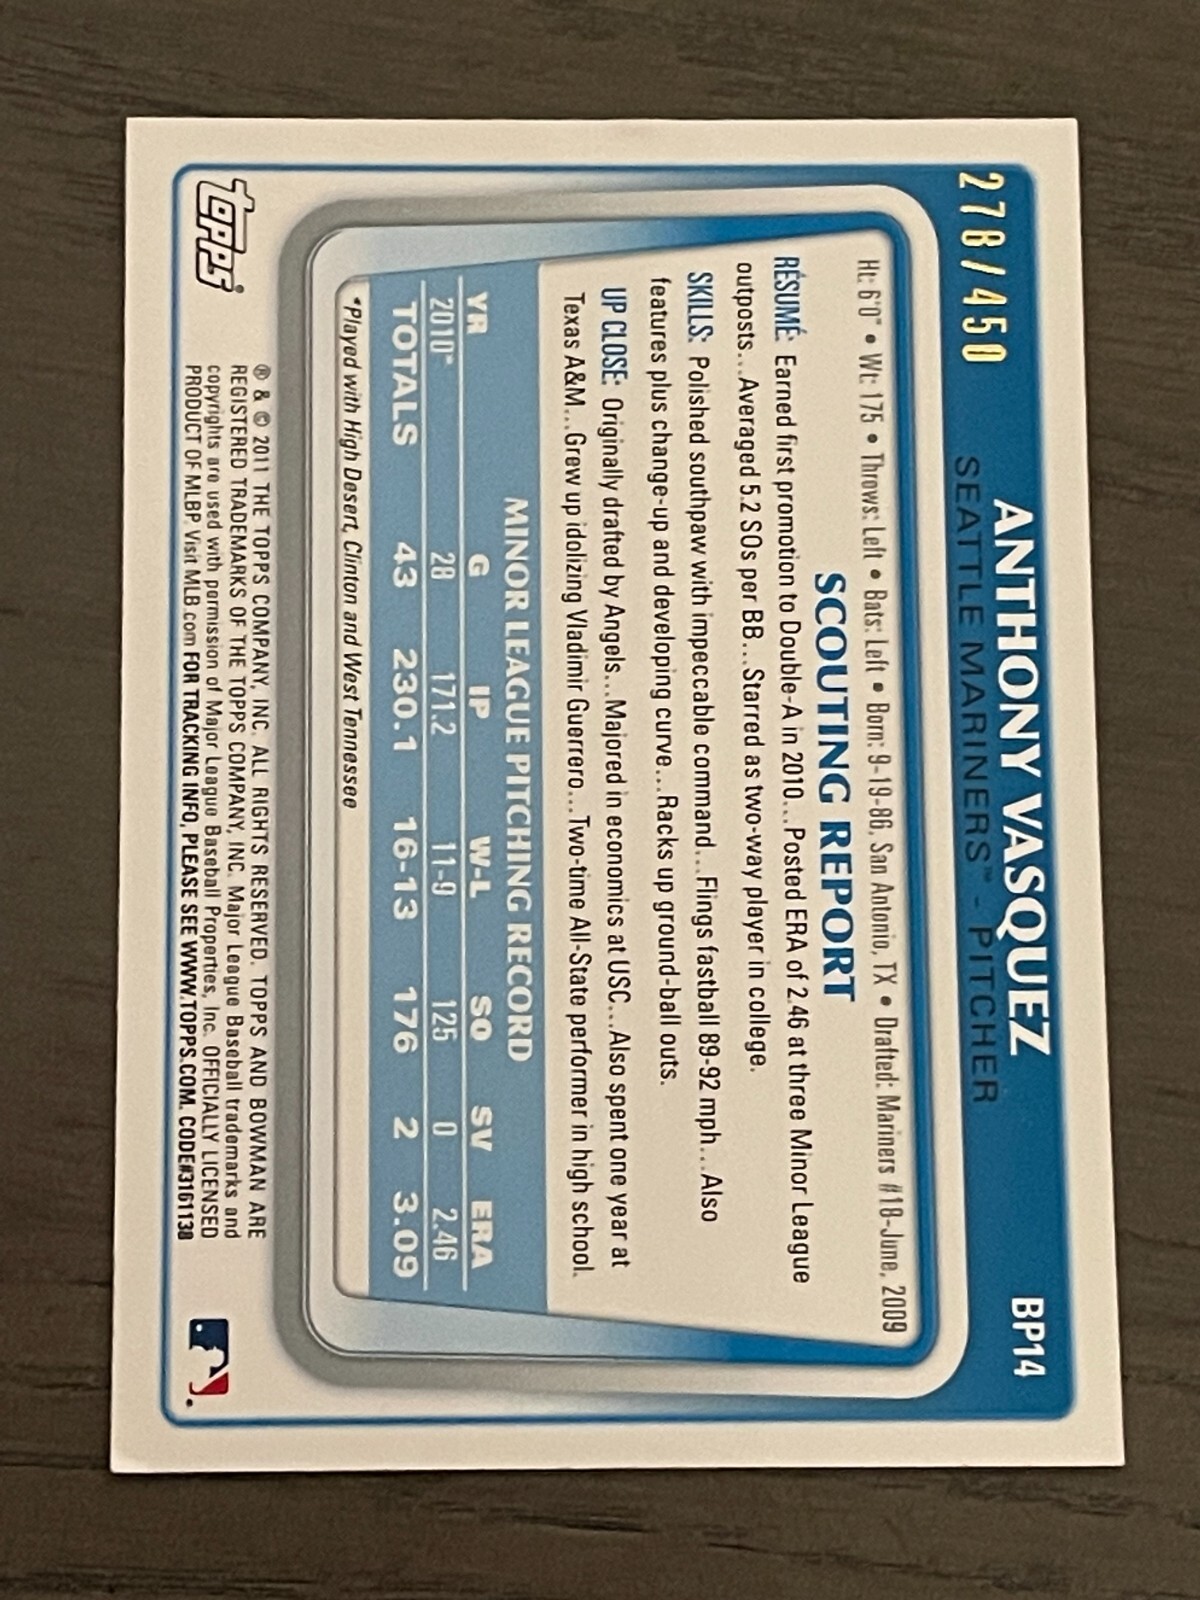 278/450
ANTHONY VASQUEZ
BP14
SEATTLE MARINERS™ - PITCHER
Ht: 6'0" • Wt: 175 • Throws: Left • Bats: Left • Born: 9-19-86, San Antonio, TX • Drafted: Mariners #18-June, 2009
SCOUTING REPORT
RÉSUMÉ: Earned first promotion to Double-A in 2010...Posted ERA of 2.46 at three Minor League
outposts...Averaged 5.2 SOs per BB...Starred as two-way player in college.
SKILLS: Polished southpaw with impeccable command...Flings fastball 89-92 mph...Also
features plus change-up and developing curve...Racks up ground-ball outs.
UP CLOSE: Originally drafted by Angels...Majored in economics at USC...Also spent one year at
Texas A&M...Grew up idolizing Vladimir Guerrero...Two-time All-State performer in high school.
MINOR LEAGUE PITCHING RECORD
YR G IP W-L SO SV ERA
2010* 28 171.2 11-9 125 0 2.46
TOTALS 43 230.1 16-13 176 2 3.09
*Played with High Desert, Clinton and West Tennessee
topps®
® & © 2011 THE TOPPS COMPANY, INC. ALL RIGHTS RESERVED. TOPPS AND BOWMAN ARE
REGISTERED TRADEMARKS OF THE TOPPS COMPANY, INC. Major League Baseball trademarks and
copyrights are used with permission of Major League Baseball Properties, Inc. OFFICIALLY LICENSED
PRODUCT OF MLBP. Visit MLB.com FOR TRACKING INFO, PLEASE SEE WWW.TOPPS.COM. CODE#3161138